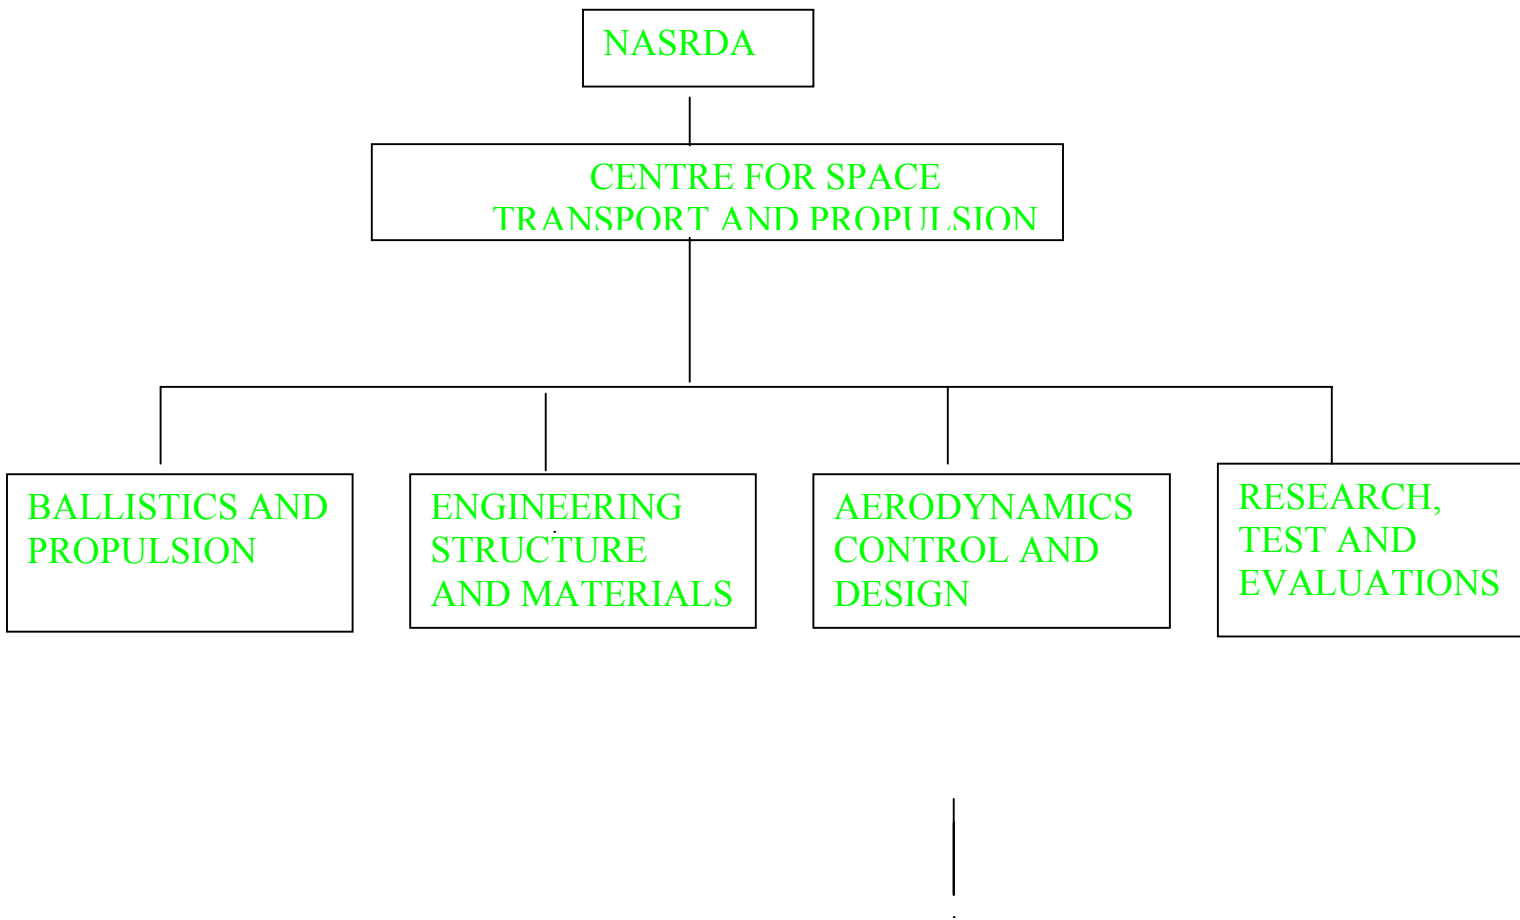 NASRDA
CENTRE FOR SPACE
TRANSPORT AND PROPULSION
BALLISTICS AND
PROPULSION
ENGINEERING
STRUCTURE
AND MATERIALS
AERODYNAMICS
CONTROL AND
DESIGN
RESEARCH,
TEST AND
EVALUATIONS